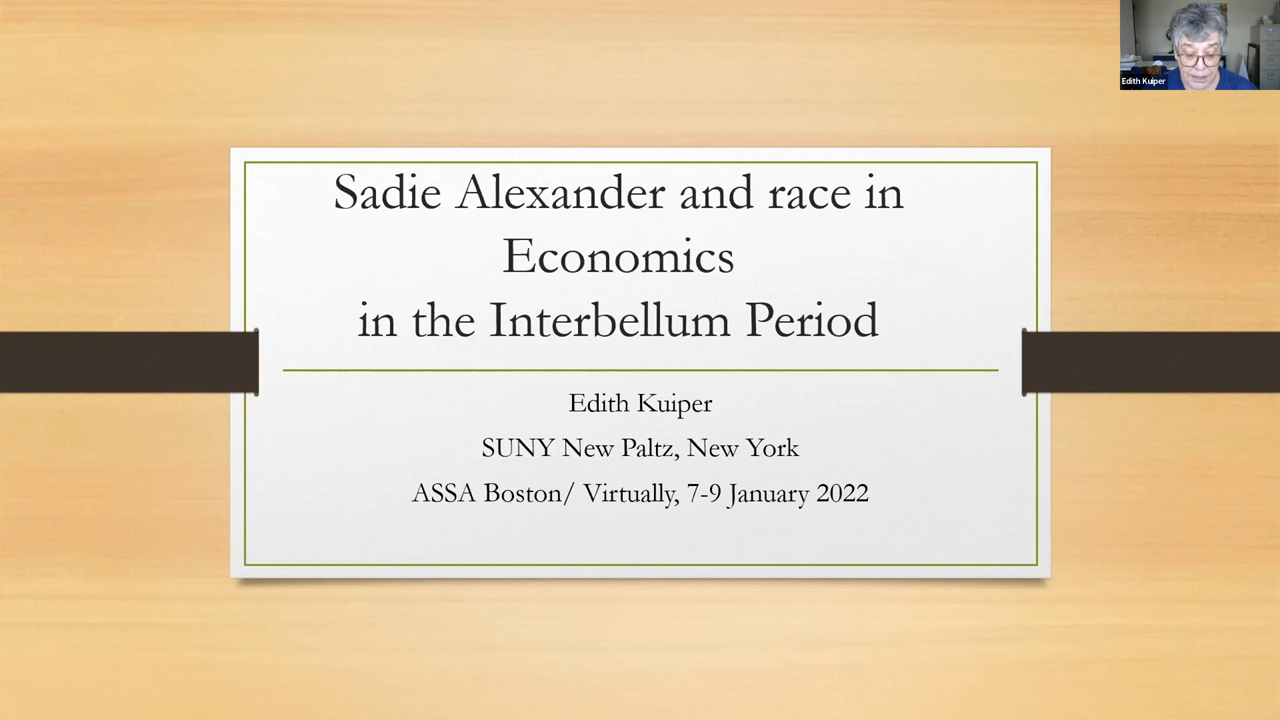 Edith Kuiper
Sadie Alexander and race in
Economics
in the Interbellum Period
Edith Kuiper
SUNY New Paltz, New York
ASSA Boston/ Virtually, 7-9 January 2022